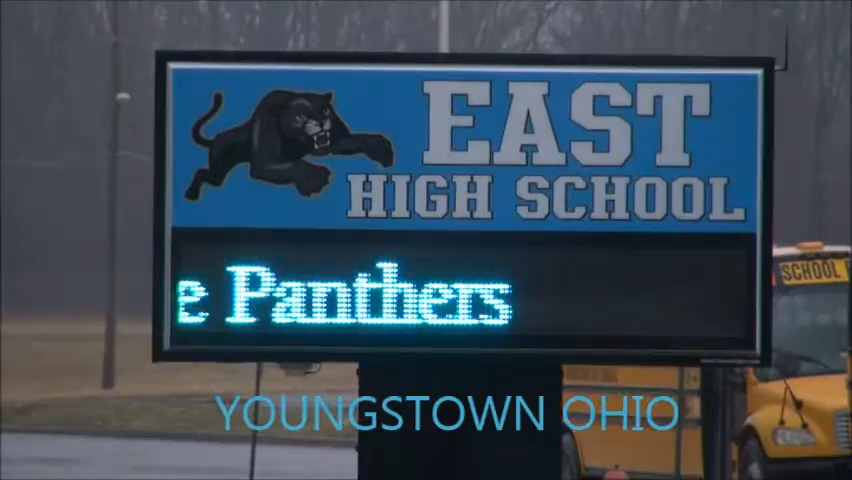 EAST
HIGH SCHOOL
e Panthers
SCHOOL
YOUNGSTOWN OHIO